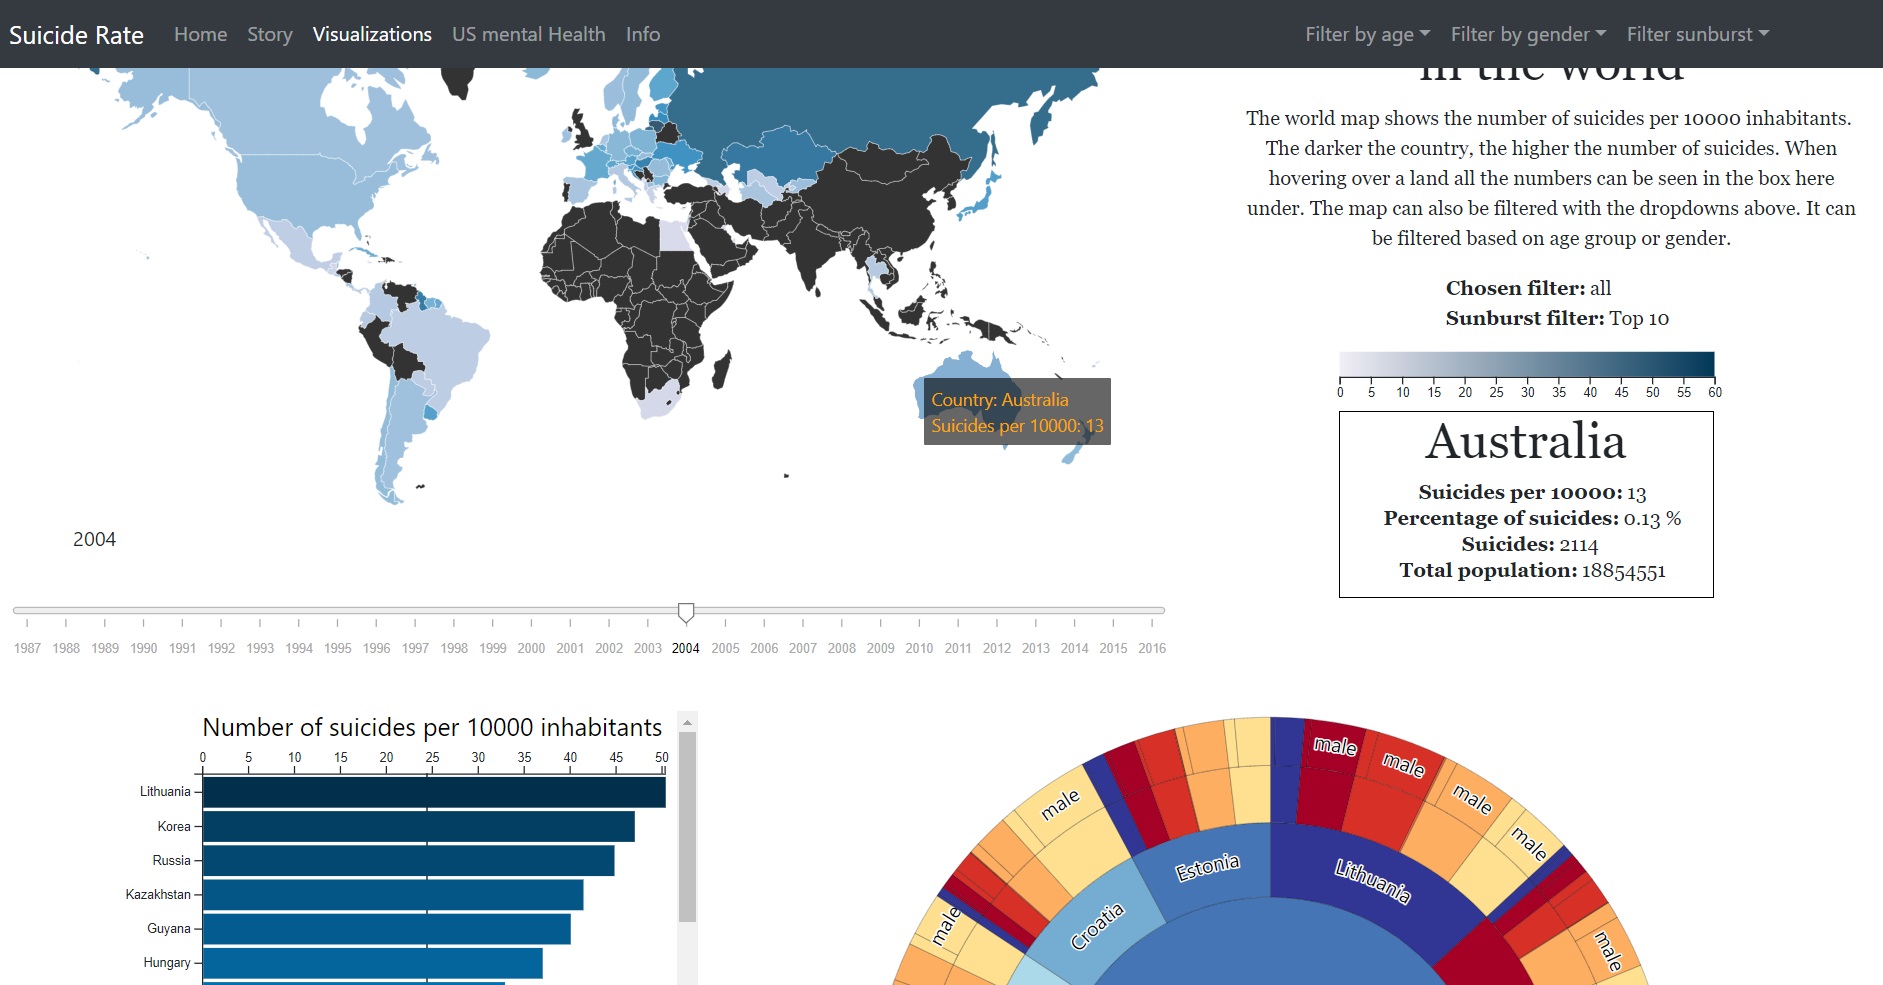 Suicide Rate Home Story Visualizations US mental Health Info Filter by age Filter by gender Filter sunburst
in the world
The world map shows the number of suicides per 10000 inhabitants.
The darker the country, the higher the number of suicides. When
hovering over a land all the numbers can be seen in the box here
under. The map can also be filtered with the dropdowns above. It can
be filtered based on age group or gender.
Chosen filter: all
Sunburst filter: Top 10
0 5 10 15 20 25 30 35 40 45 50 55 60
Country: Australia
Suicides per 10000: 13
Australia
Suicides per 10000: 13
Percentage of suicides: 0.13 %
Suicides: 2114
Total population: 18854551
2004
1987 1988 1989 1990 1991 1992 1993 1994 1995 1996 1997 1998 1999 2000 2001 2002 2003 2004 2005 2006 2007 2008 2009 2010 2011 2012 2013 2014 2015 2016
Number of suicides per 10000 inhabitants
0 5 10 15 20 25 30 35 40 45 50
Lithuania
Korea
Russia
Kazakhstan
Guyana
Hungary
male
male
male
male
male
male
male
Estonia
Lithuania
Croatia